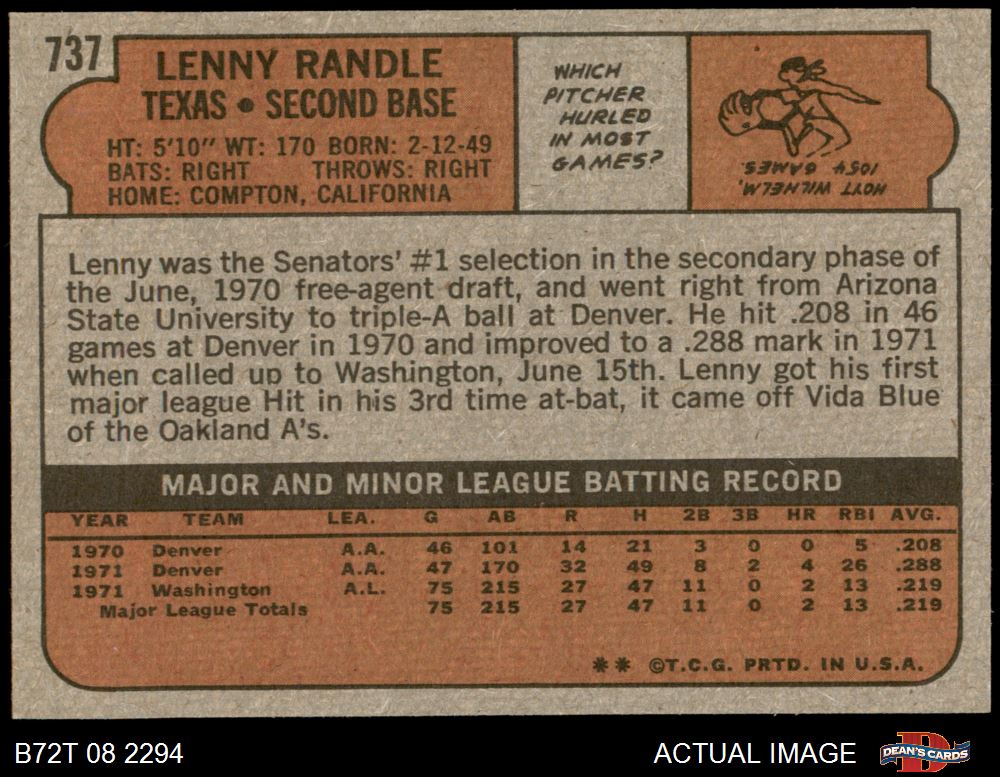 737
LENNY RANDLE
TEXAS • SECOND BASE
HT: 5'10" WT: 170 BORN: 2-12-49
BATS: RIGHT THROWS: RIGHT
HOME: COMPTON, CALIFORNIA
WHICH
PITCHER
HURLED
IN MOST
GAMES?
HOYT WILHELM,
1054 GAMES.
Lenny was the Senators' #1 selection in the secondary phase of
the June, 1970 free-agent draft, and went right from Arizona
State University to triple-A ball at Denver. He hit .208 in 46
games at Denver in 1970 and improved to a .288 mark in 1971
when called up to Washington, June 15th. Lenny got his first
major league Hit in his 3rd time at-bat, it came off Vida Blue
of the Oakland A's.
MAJOR AND MINOR LEAGUE BATTING RECORD
YEAR TEAM LEA. G AB R H 2B 3B HR RBI AVG.
1970 Denver A.A. 46 101 14 21 3 0 0 5 .208
1971 Denver A.A. 47 170 32 49 8 2 4 26 .288
1971 Washington A.L. 75 215 27 47 11 0 2 13 .219
Major League Totals 75 215 27 47 11 0 2 13 .219
** ©T.C.G. PRTD. IN U.S.A.
B72T 08 2294
ACTUAL IMAGE
DEAN'S CARDS